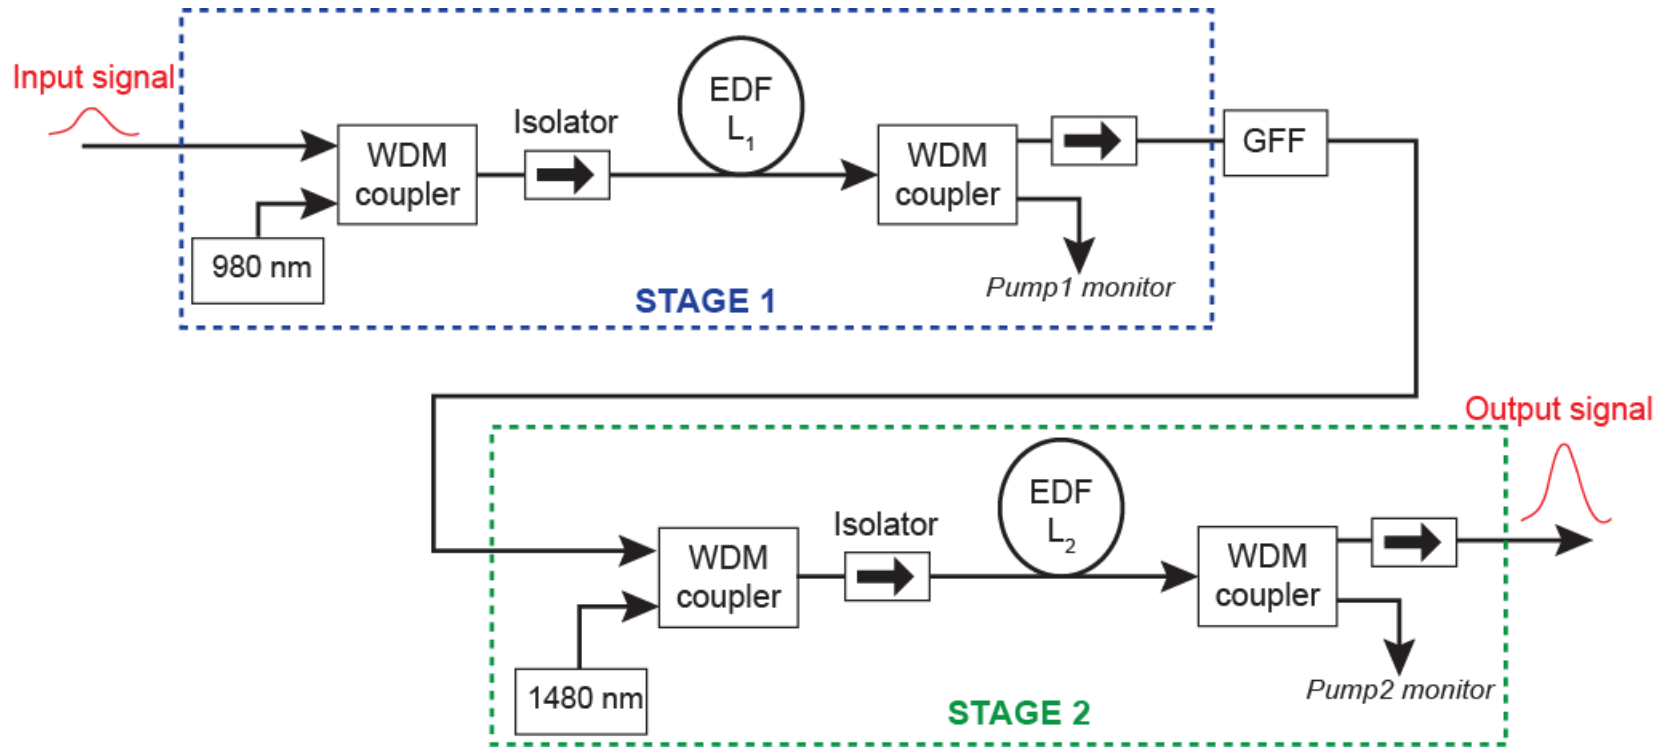 Input signal
WDM
coupler
980 nm
Isolator
EDF
L1
WDM
coupler
Pump1 monitor
GFF
STAGE 1
Output signal
WDM
coupler
1480 nm
Isolator
EDF
L2
WDM
coupler
Pump2 monitor
STAGE 2